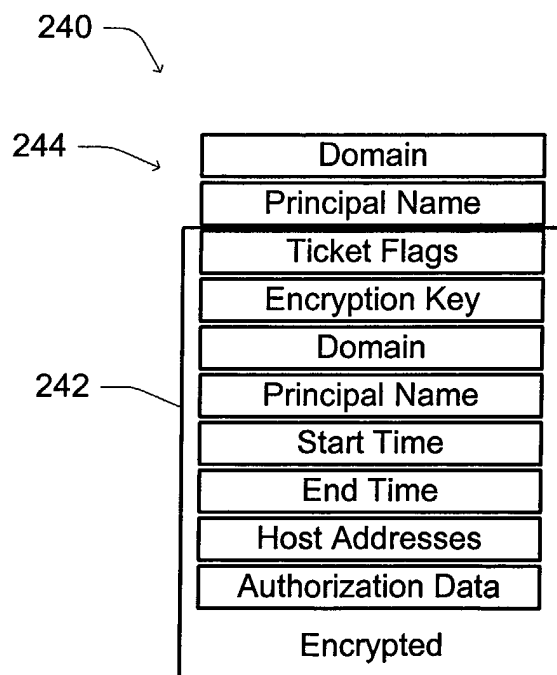 240
244
Domain
Principal Name
Ticket Flags
Encryption Key
Domain
242
Principal Name
Start Time
End Time
Host Addresses
Authorization Data
Encrypted